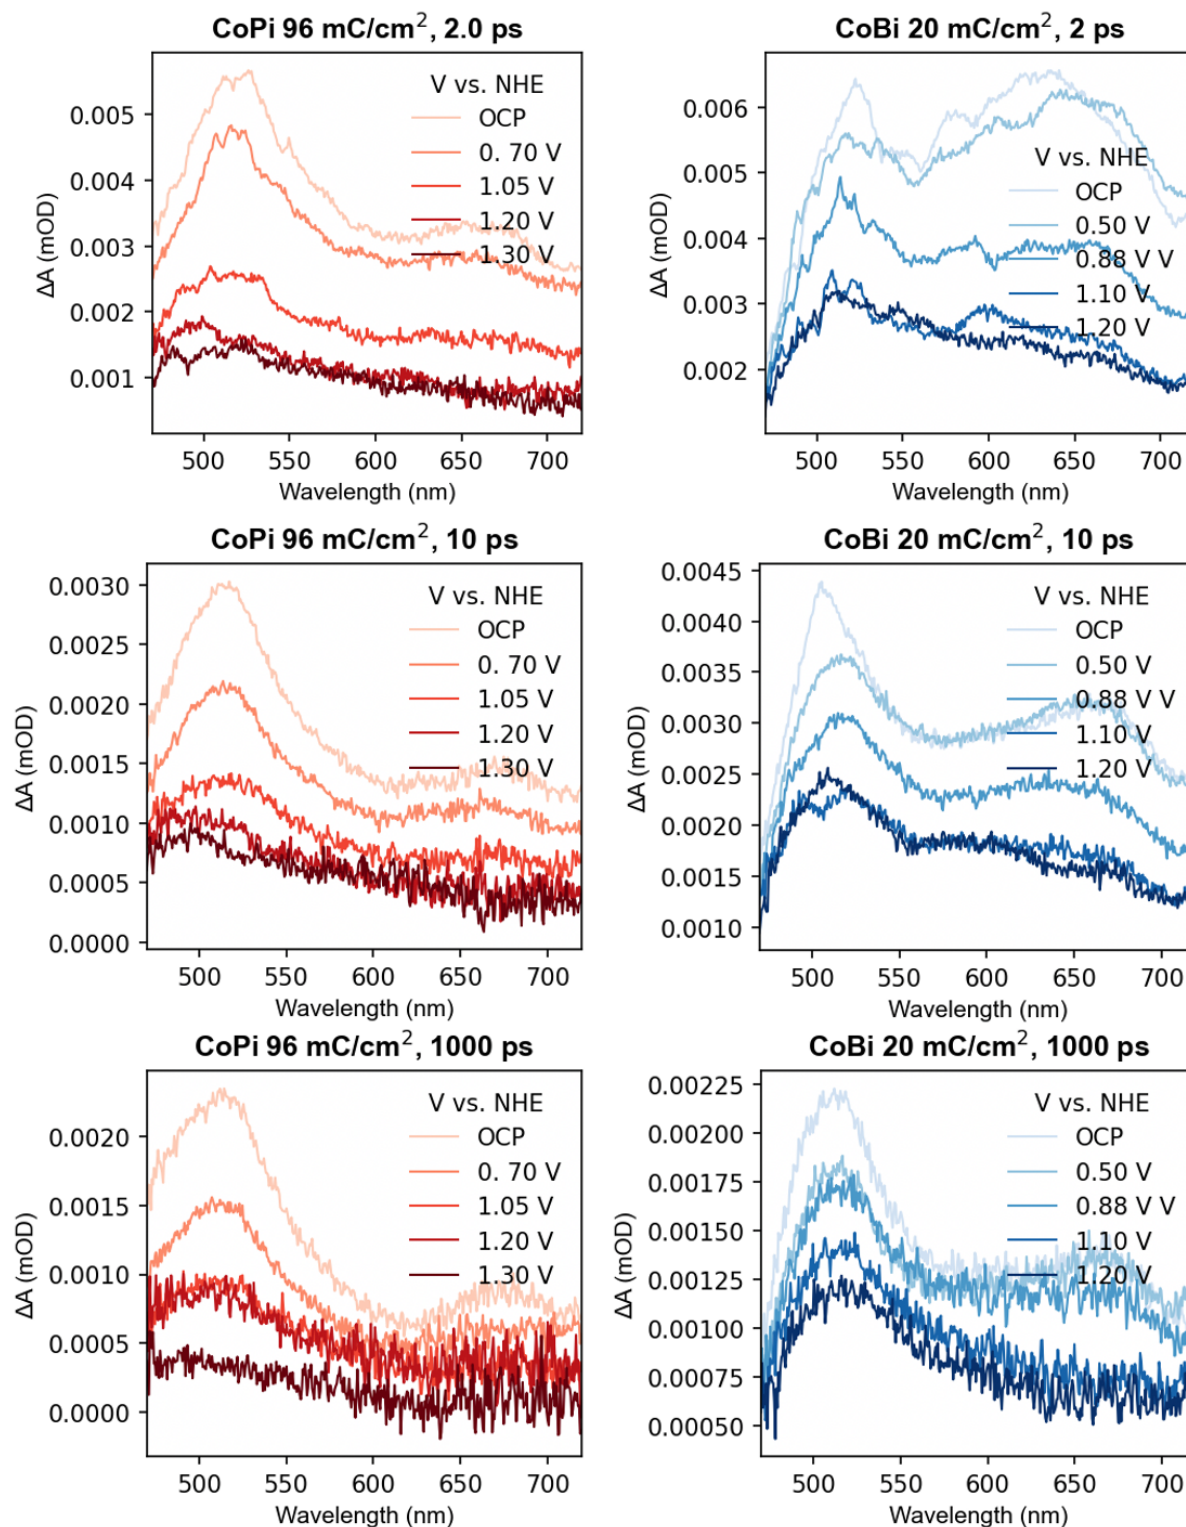 CoPi 96 mC/cm², 2.0 ps
ΔA (mOD)
0.005
0.004
0.003
0.002
0.001
V vs. NHE
OCP
0. 70 V
1.05 V
1.20 V
1.30 V
500 550 600 650 700
Wavelength (nm)
CoBi 20 mC/cm², 2 ps
ΔA (mOD)
0.006
0.005
0.004
0.003
0.002
V vs. NHE
OCP
0.50 V
0.88 V V
1.10 V
1.20 V
500 550 600 650 700
Wavelength (nm)
CoPi 96 mC/cm², 10 ps
ΔA (mOD)
0.0030
0.0025
0.0020
0.0015
0.0010
0.0005
0.0000
V vs. NHE
OCP
0. 70 V
1.05 V
1.20 V
1.30 V
500 550 600 650 700
Wavelength (nm)
CoBi 20 mC/cm², 10 ps
ΔA (mOD)
0.0045
0.0040
0.0035
0.0030
0.0025
0.0020
0.0015
0.0010
V vs. NHE
OCP
0.50 V
0.88 V V
1.10 V
1.20 V
500 550 600 650 700
Wavelength (nm)
CoPi 96 mC/cm², 1000 ps
ΔA (mOD)
0.0020
0.0015
0.0010
0.0005
0.0000
V vs. NHE
OCP
0. 70 V
1.05 V
1.20 V
1.30 V
500 550 600 650 700
Wavelength (nm)
CoBi 20 mC/cm², 1000 ps
ΔA (mOD)
0.00225
0.00200
0.00175
0.00150
0.00125
0.00100
0.00075
0.00050
V vs. NHE
OCP
0.50 V
0.88 V V
1.10 V
1.20 V
500 550 600 650 700
Wavelength (nm)